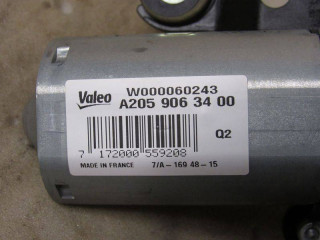 Valeo
W000060243
A205 906 34 00
Q2
7 172000 559208
MADE IN FRANCE 7/A-169 48-15